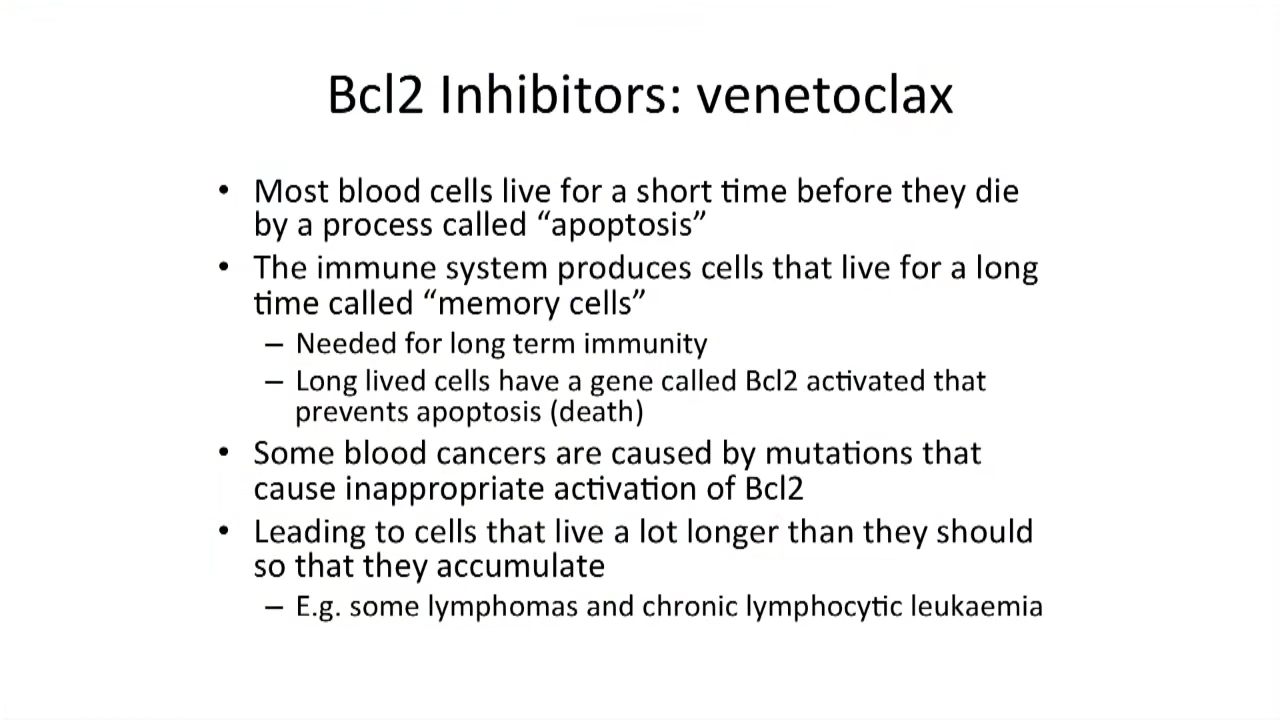 Bcl2 Inhibitors: venetoclax
• Most blood cells live for a short time before they die
by a process called “apoptosis”
• The immune system produces cells that live for a long
time called “memory cells”
– Needed for long term immunity
– Long lived cells have a gene called Bcl2 activated that
prevents apoptosis (death)
• Some blood cancers are caused by mutations that
cause inappropriate activation of Bcl2
• Leading to cells that live a lot longer than they should
so that they accumulate
– E.g. some lymphomas and chronic lymphocytic leukaemia